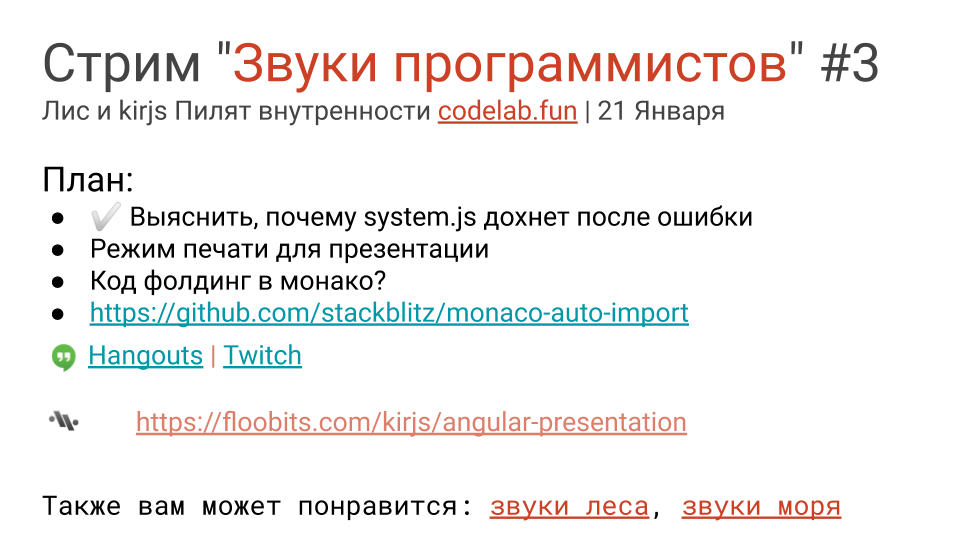 Стрим "Звуки программистов" #3
Лис и kirjs Пилят внутренности codelab.fun | 21 Января
План:
● ✔ Выяснить, почему system.js дохнет после ошибки
● Режим печати для презентации
● Код фолдинг в монако?
● https://github.com/stackblitz/monaco-auto-import
Hangouts | Twitch
https://floobits.com/kirjs/angular-presentation
Также вам может понравится: звуки леса, звуки моря